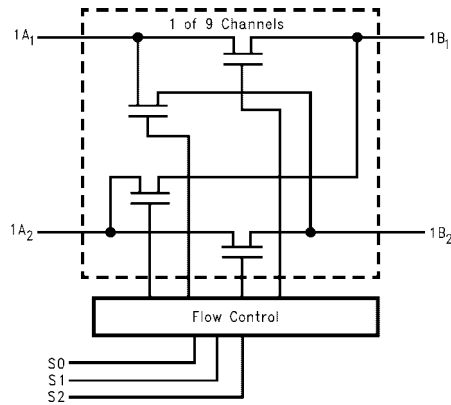 1 of 9 Channels
1A1
1B1
1A2
1B2
Flow Control
S0
S1
S2